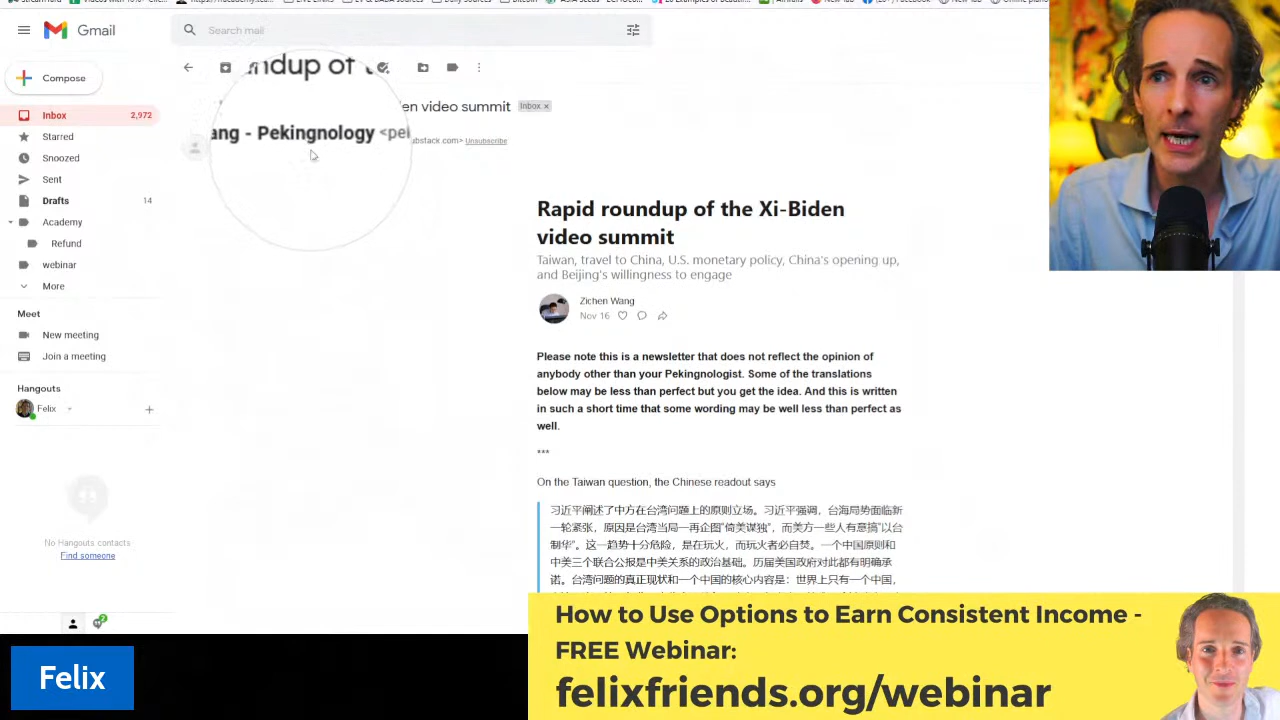 LIVE LINKS
EV & BABA sources
Daily Sources
Bitcoin
Gmail
Search mail
Compose
ndup of
Inbox 2,972
en video summit Inbox ×
Starred
ang - Pekingnology <pel
bstack.com> Unsubscribe
Snoozed
Sent
Drafts 14
Academy
Refund
webinar
More
Meet
New meeting
Join a meeting
Hangouts
Felix
No Hangouts contacts
Find someone
2
Rapid roundup of the Xi-Biden
video summit
Taiwan, travel to China, U.S. monetary policy, China's opening up,
and Beijing's willingness to engage
Zichen Wang
Nov 16
Please note this is a newsletter that does not reflect the opinion of
anybody other than your Pekingnologist. Some of the translations
below may be less than perfect but you get the idea. And this is written
in such a short time that some wording may be well less than perfect as
well.
***
On the Taiwan question, the Chinese readout says
习近平阐述了中方在台湾问题上的原则立场。习近平强调，台海局势面临新
一轮紧张，原因是台湾当局一再企图“倚美谋独”，而美方一些人有意搞“以台
制华”。这一趋势十分危险，是在玩火，而玩火者必自焚。一个中国原则和
中美三个联合公报是中美关系的政治基础。历届美国政府对此都有明确承
诺。台湾问题的真正现状和一个中国的核心内容是：世界上只有一个中国，
Felix
How to Use Options to Earn Consistent Income -
FREE Webinar:
felixfriends.org/webinar